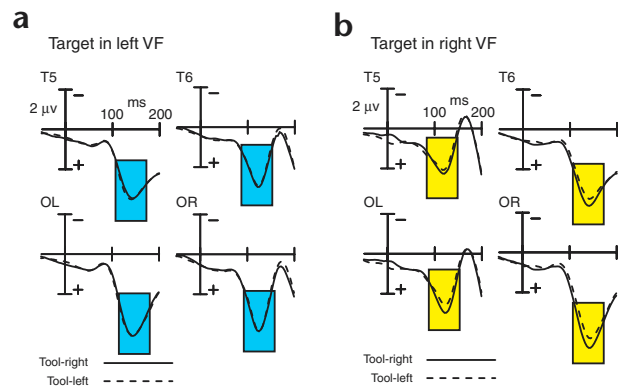 a
Target in left VF
T5
T6
2 μv
−
ms
100
200
+
−
+
OL
OR
−
+
−
+
Tool-right
Tool-left
b
Target in right VF
T5
T6
2 μv
−
ms
100
200
+
−
+
OL
OR
−
+
−
+
Tool-right
Tool-left